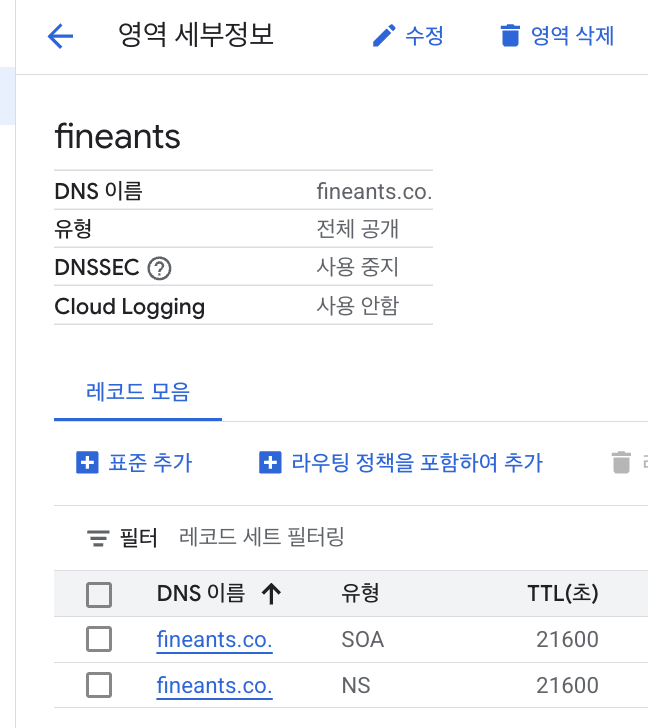 영역 세부정보 수정 영역 삭제
fineants
DNS 이름 fineants.co.
유형 전체 공개
DNSSEC 사용 중지
Cloud Logging 사용 안함
레코드 모음
표준 추가 라우팅 정책을 포함하여 추가
필터 레코드 세트 필터링
DNS 이름 유형 TTL(초)
fineants.co. SOA 21600
fineants.co. NS 21600